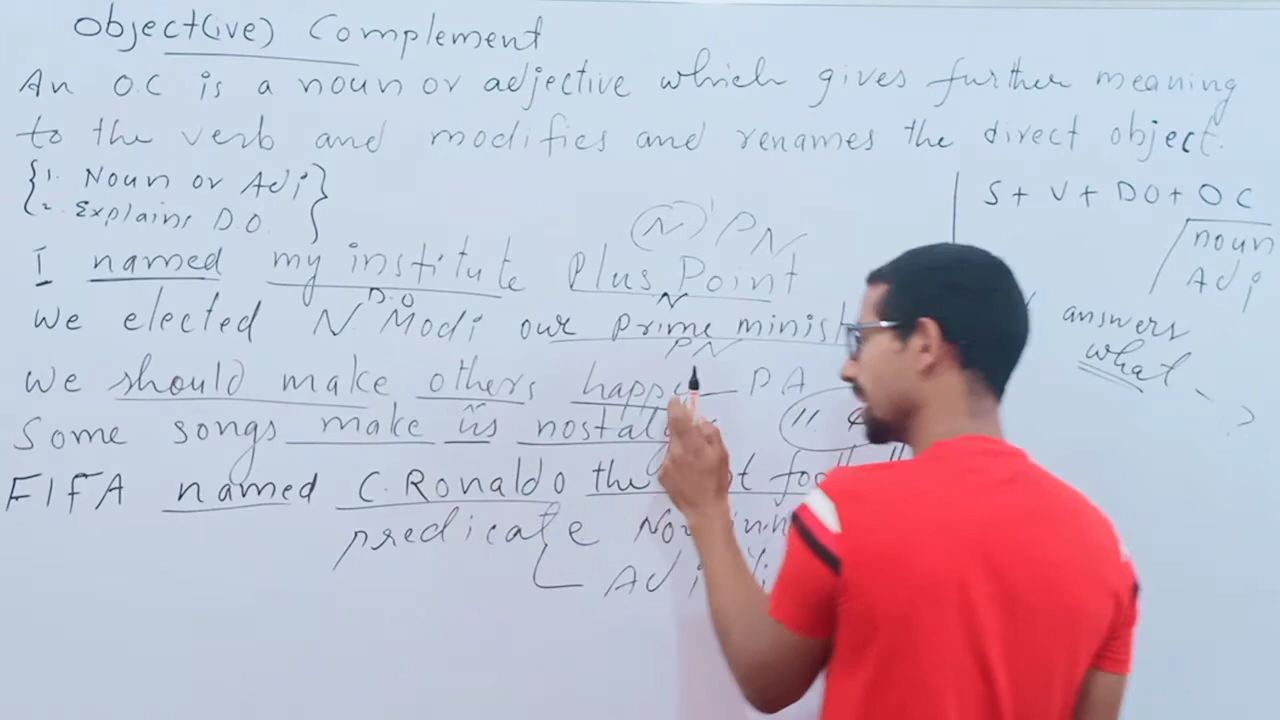 Object(ive) Complement
An O.C is a noun or adjective which gives further meaning
to the verb and modifies and renames the direct object.
1. Noun or Adj
2. Explains D.O.
S + V + DO + OC
noun
Adj
answers
what - ?
(N) PN
I named my institute Plus Point
D.O N
We elected N. Modi our prime minist
PN
We should make others happy - PA
Some songs make us
FIFA named C. Ronaldo the
predicate
Adj